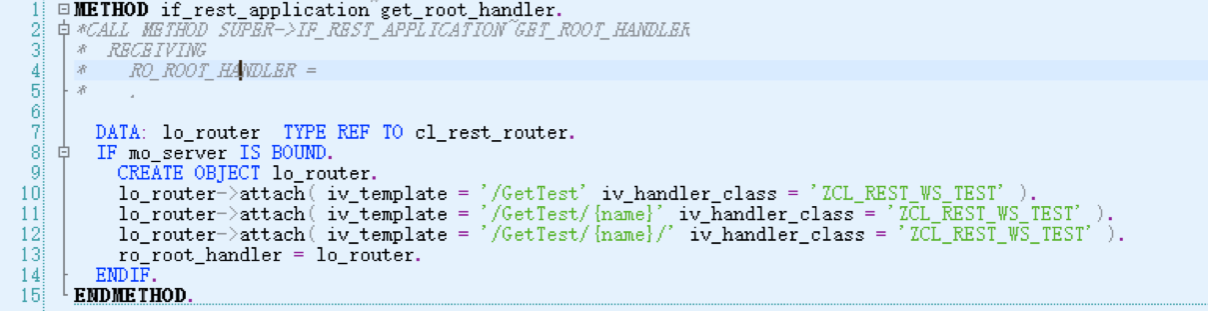 1 METHOD if_rest_application~get_root_handler.
2 *CALL METHOD SUPER->IF_REST_APPLICATION~GET_ROOT_HANDLER
3 *  RECEIVING
4 *    RO_ROOT_HANDLER =
5 *    .
6
7   DATA: lo_router  TYPE REF TO cl_rest_router.
8   IF mo_server IS BOUND.
9     CREATE OBJECT lo_router.
10     lo_router->attach( iv_template = '/GetTest' iv_handler_class = 'ZCL_REST_WS_TEST' ).
11     lo_router->attach( iv_template = '/GetTest/{name}' iv_handler_class = 'ZCL_REST_WS_TEST' ).
12     lo_router->attach( iv_template = '/GetTest/{name}/' iv_handler_class = 'ZCL_REST_WS_TEST' ).
13     ro_root_handler = lo_router.
14   ENDIF.
15 ENDMETHOD.